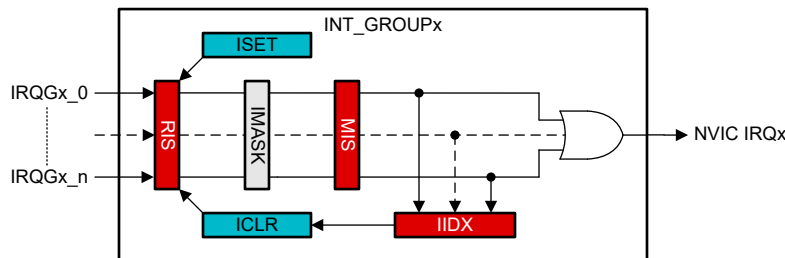 INT_GROUPx
ISET
IRQGx_0
RIS
IMASK
MIS
NVIC IRQx
IRQGx_n
ICLR
IIDX